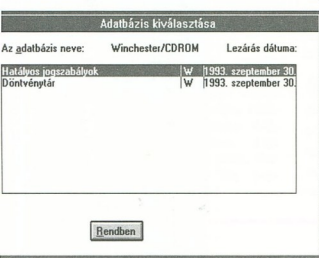 Adatbázis kiválasztása
Az adatbázis neve: Winchester/CDROM Lezárás dátuma:
Hatályos jogszabályok W 1993. szeptember 30.
Döntvénytár W 1993. szeptember 30.
Rendben